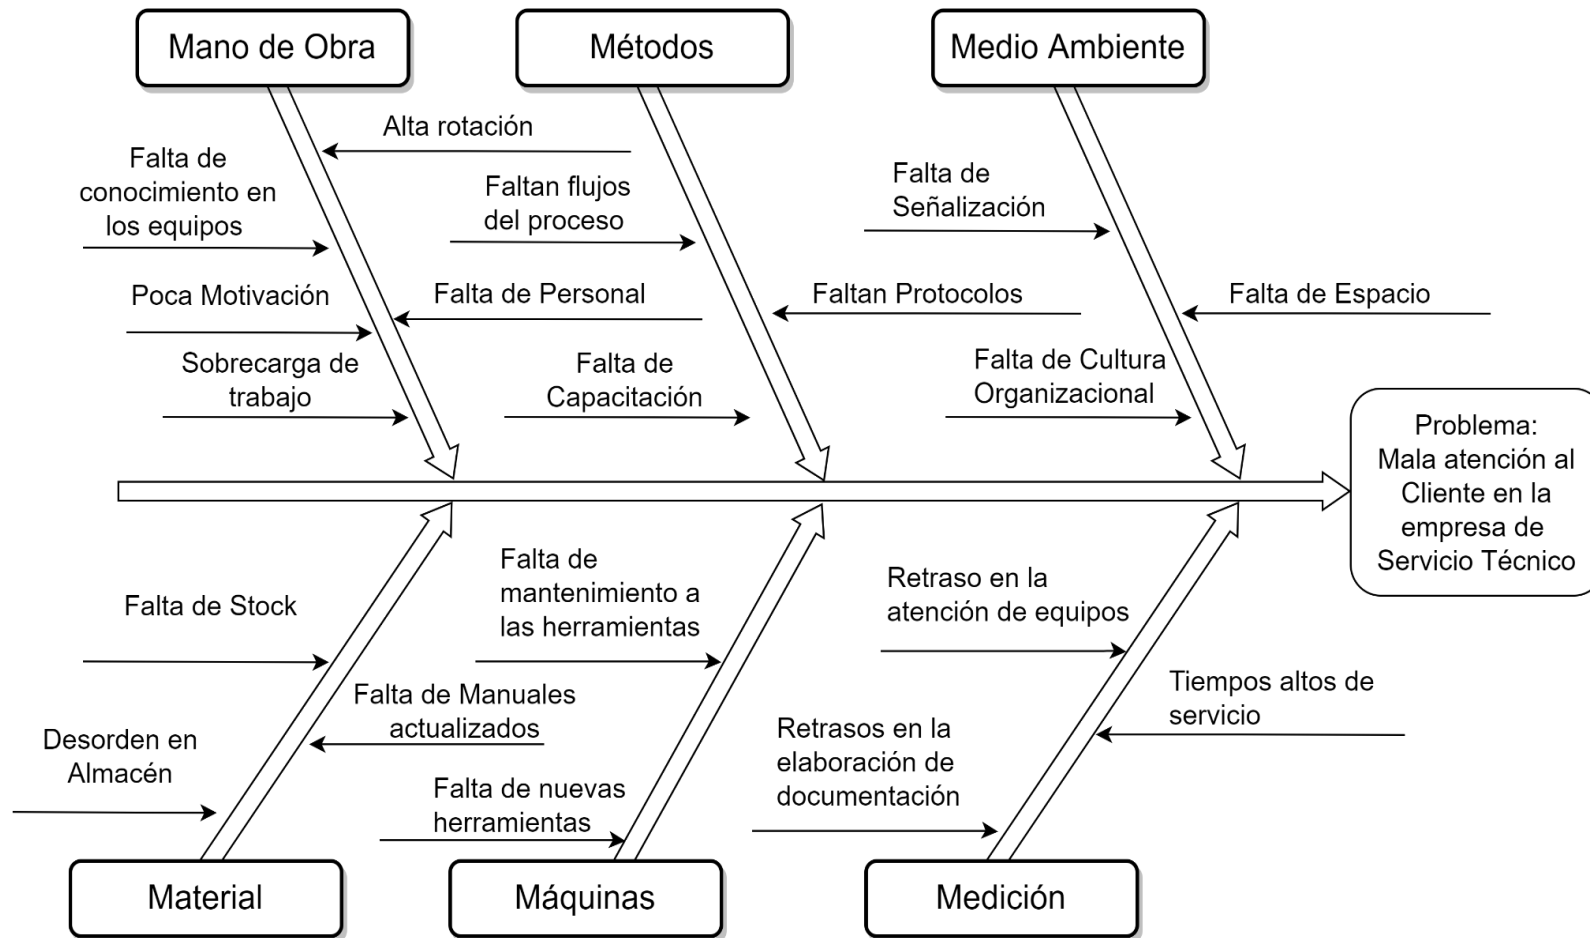 Mano de Obra
Métodos
Medio Ambiente
Alta rotación
Falta de
conocimiento en
los equipos
Poca Motivación
Falta de Personal
Sobrecarga de
trabajo
Faltan flujos
del proceso
Faltan Protocolos
Falta de
Capacitación
Falta de
Señalización
Falta de Espacio
Falta de Cultura
Organizacional
Problema:
Mala atención al
Cliente en la
empresa de
Servicio Técnico
Falta de Stock
Falta de Manuales
actualizados
Desorden en
Almacén
Falta de
mantenimiento a
las herramientas
Falta de nuevas
herramientas
Retraso en la
atención de equipos
Tiempos altos de
servicio
Retrasos en la
elaboración de
documentación
Material
Máquinas
Medición